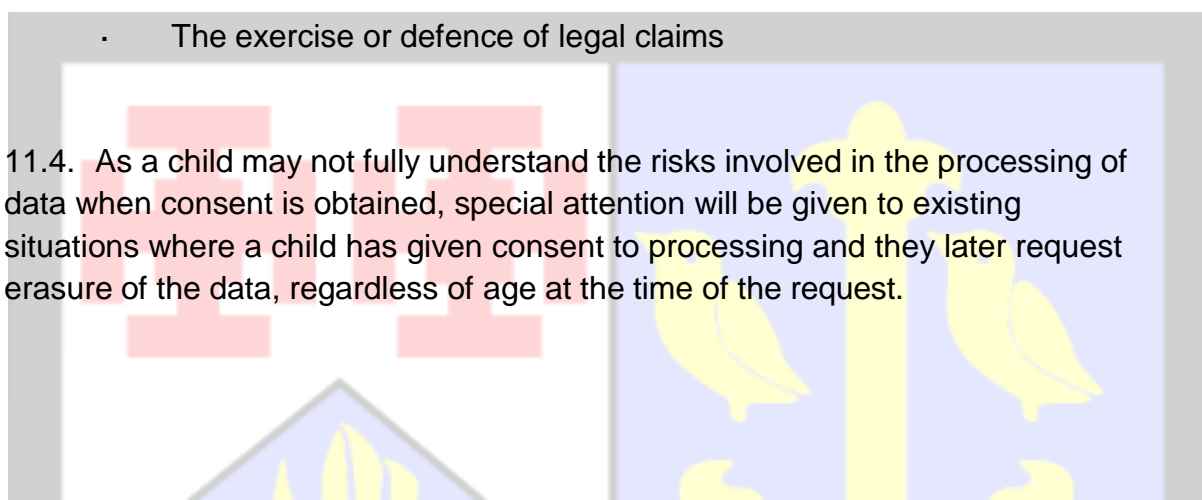 · The exercise or defence of legal claims
11.4. As a child may not fully understand the risks involved in the processing of
data when consent is obtained, special attention will be given to existing
situations where a child has given consent to processing and they later request
erasure of the data, regardless of age at the time of the request.